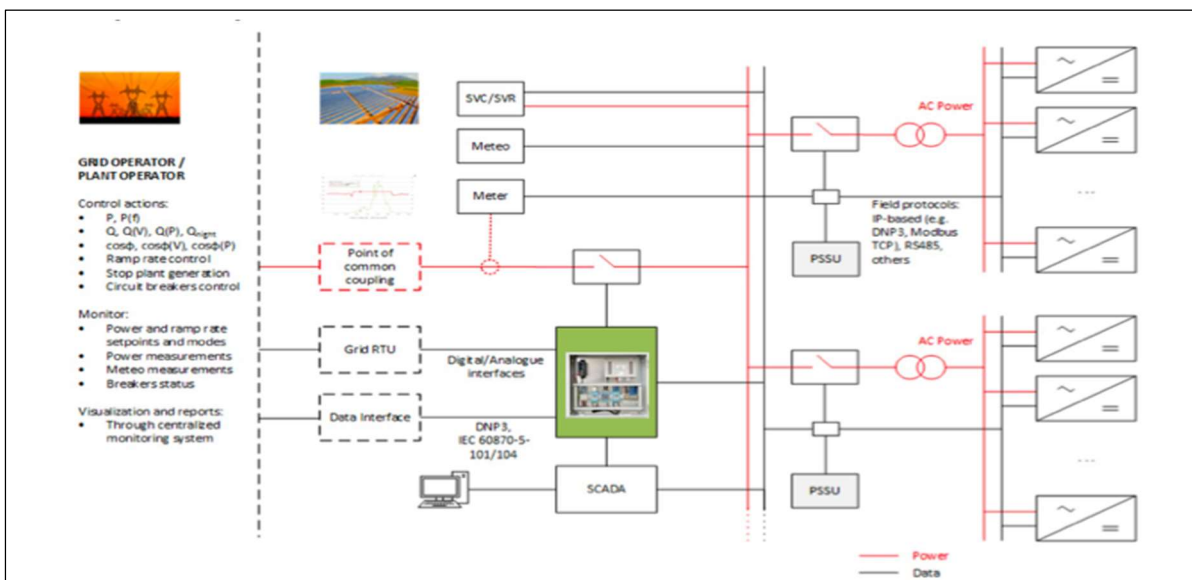 GRID OPERATOR /
PLANT OPERATOR
Control actions:
• P, P(f)
• Q, Q(V), Q(P), Qnight
• cosϕ, cosϕ(V), cosϕ(P)
• Ramp rate control
• Stop plant generation
• Circuit breakers control
Monitor:
• Power and ramp rate
setpoints and modes
• Power measurements
• Meteo measurements
• Breakers status
Visualization and reports:
• Through centralized
monitoring system
SVC/SVR
Meteo
Meter
Point of
common
coupling
Grid RTU
Data Interface
Digital/Analogue
interfaces
DNP3,
IEC 60870-5-
101/104
SCADA
AC Power
Field protocols:
IP-based (e.g.
DNP3, Modbus
TCP), RS485,
others
PSSU
...
AC Power
PSSU
...
Power
Data